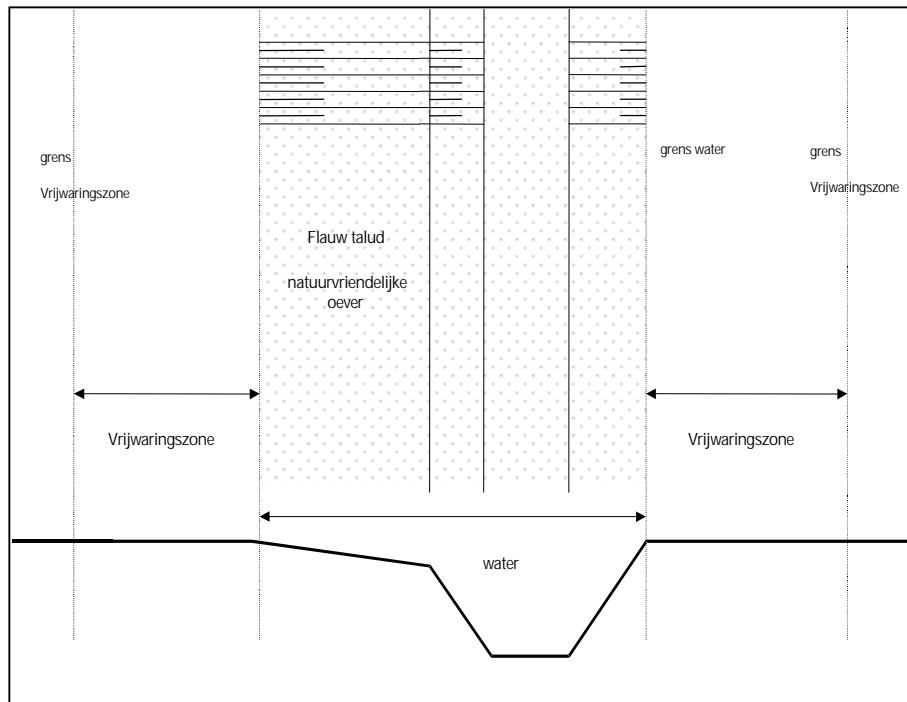 grens
Vrijwaringszone
grens water
grens
Vrijwaringszone
Flauw talud
natuurvriendelijke
oever
Vrijwaringszone
Vrijwaringszone
water